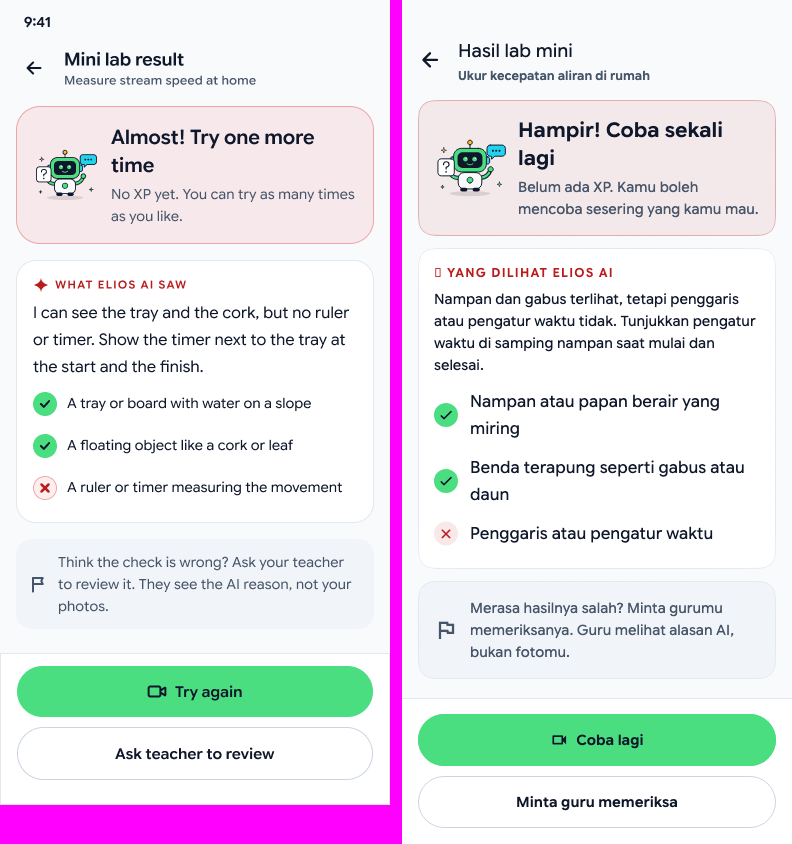 9:41
Mini lab result
Measure stream speed at home
Almost! Try one more
time
No XP yet. You can try as many times
as you like.
WHAT ELIOS AI SAW
I can see the tray and the cork, but no ruler
or timer. Show the timer next to the tray at
the start and the finish.
A tray or board with water on a slope
A floating object like a cork or leaf
A ruler or timer measuring the movement
Think the check is wrong? Ask your teacher
to review it. They see the AI reason, not your
photos.
Try again
Ask teacher to review
Hasil lab mini
Ukur kecepatan aliran di rumah
Hampir! Coba sekali
lagi
Belum ada XP. Kamu boleh
mencoba sesering yang kamu mau.
YANG DILIHAT ELIOS AI
Nampan dan gabus terlihat, tetapi penggaris
atau pengatur waktu tidak. Tunjukkan pengatur
waktu di samping nampan saat mulai dan
selesai.
Nampan atau papan berair yang
miring
Benda terapung seperti gabus atau
daun
Penggaris atau pengatur waktu
Merasa hasilnya salah? Minta gurumu
memeriksanya. Guru melihat alasan AI,
bukan fotomu.
Coba lagi
Minta guru memeriksa